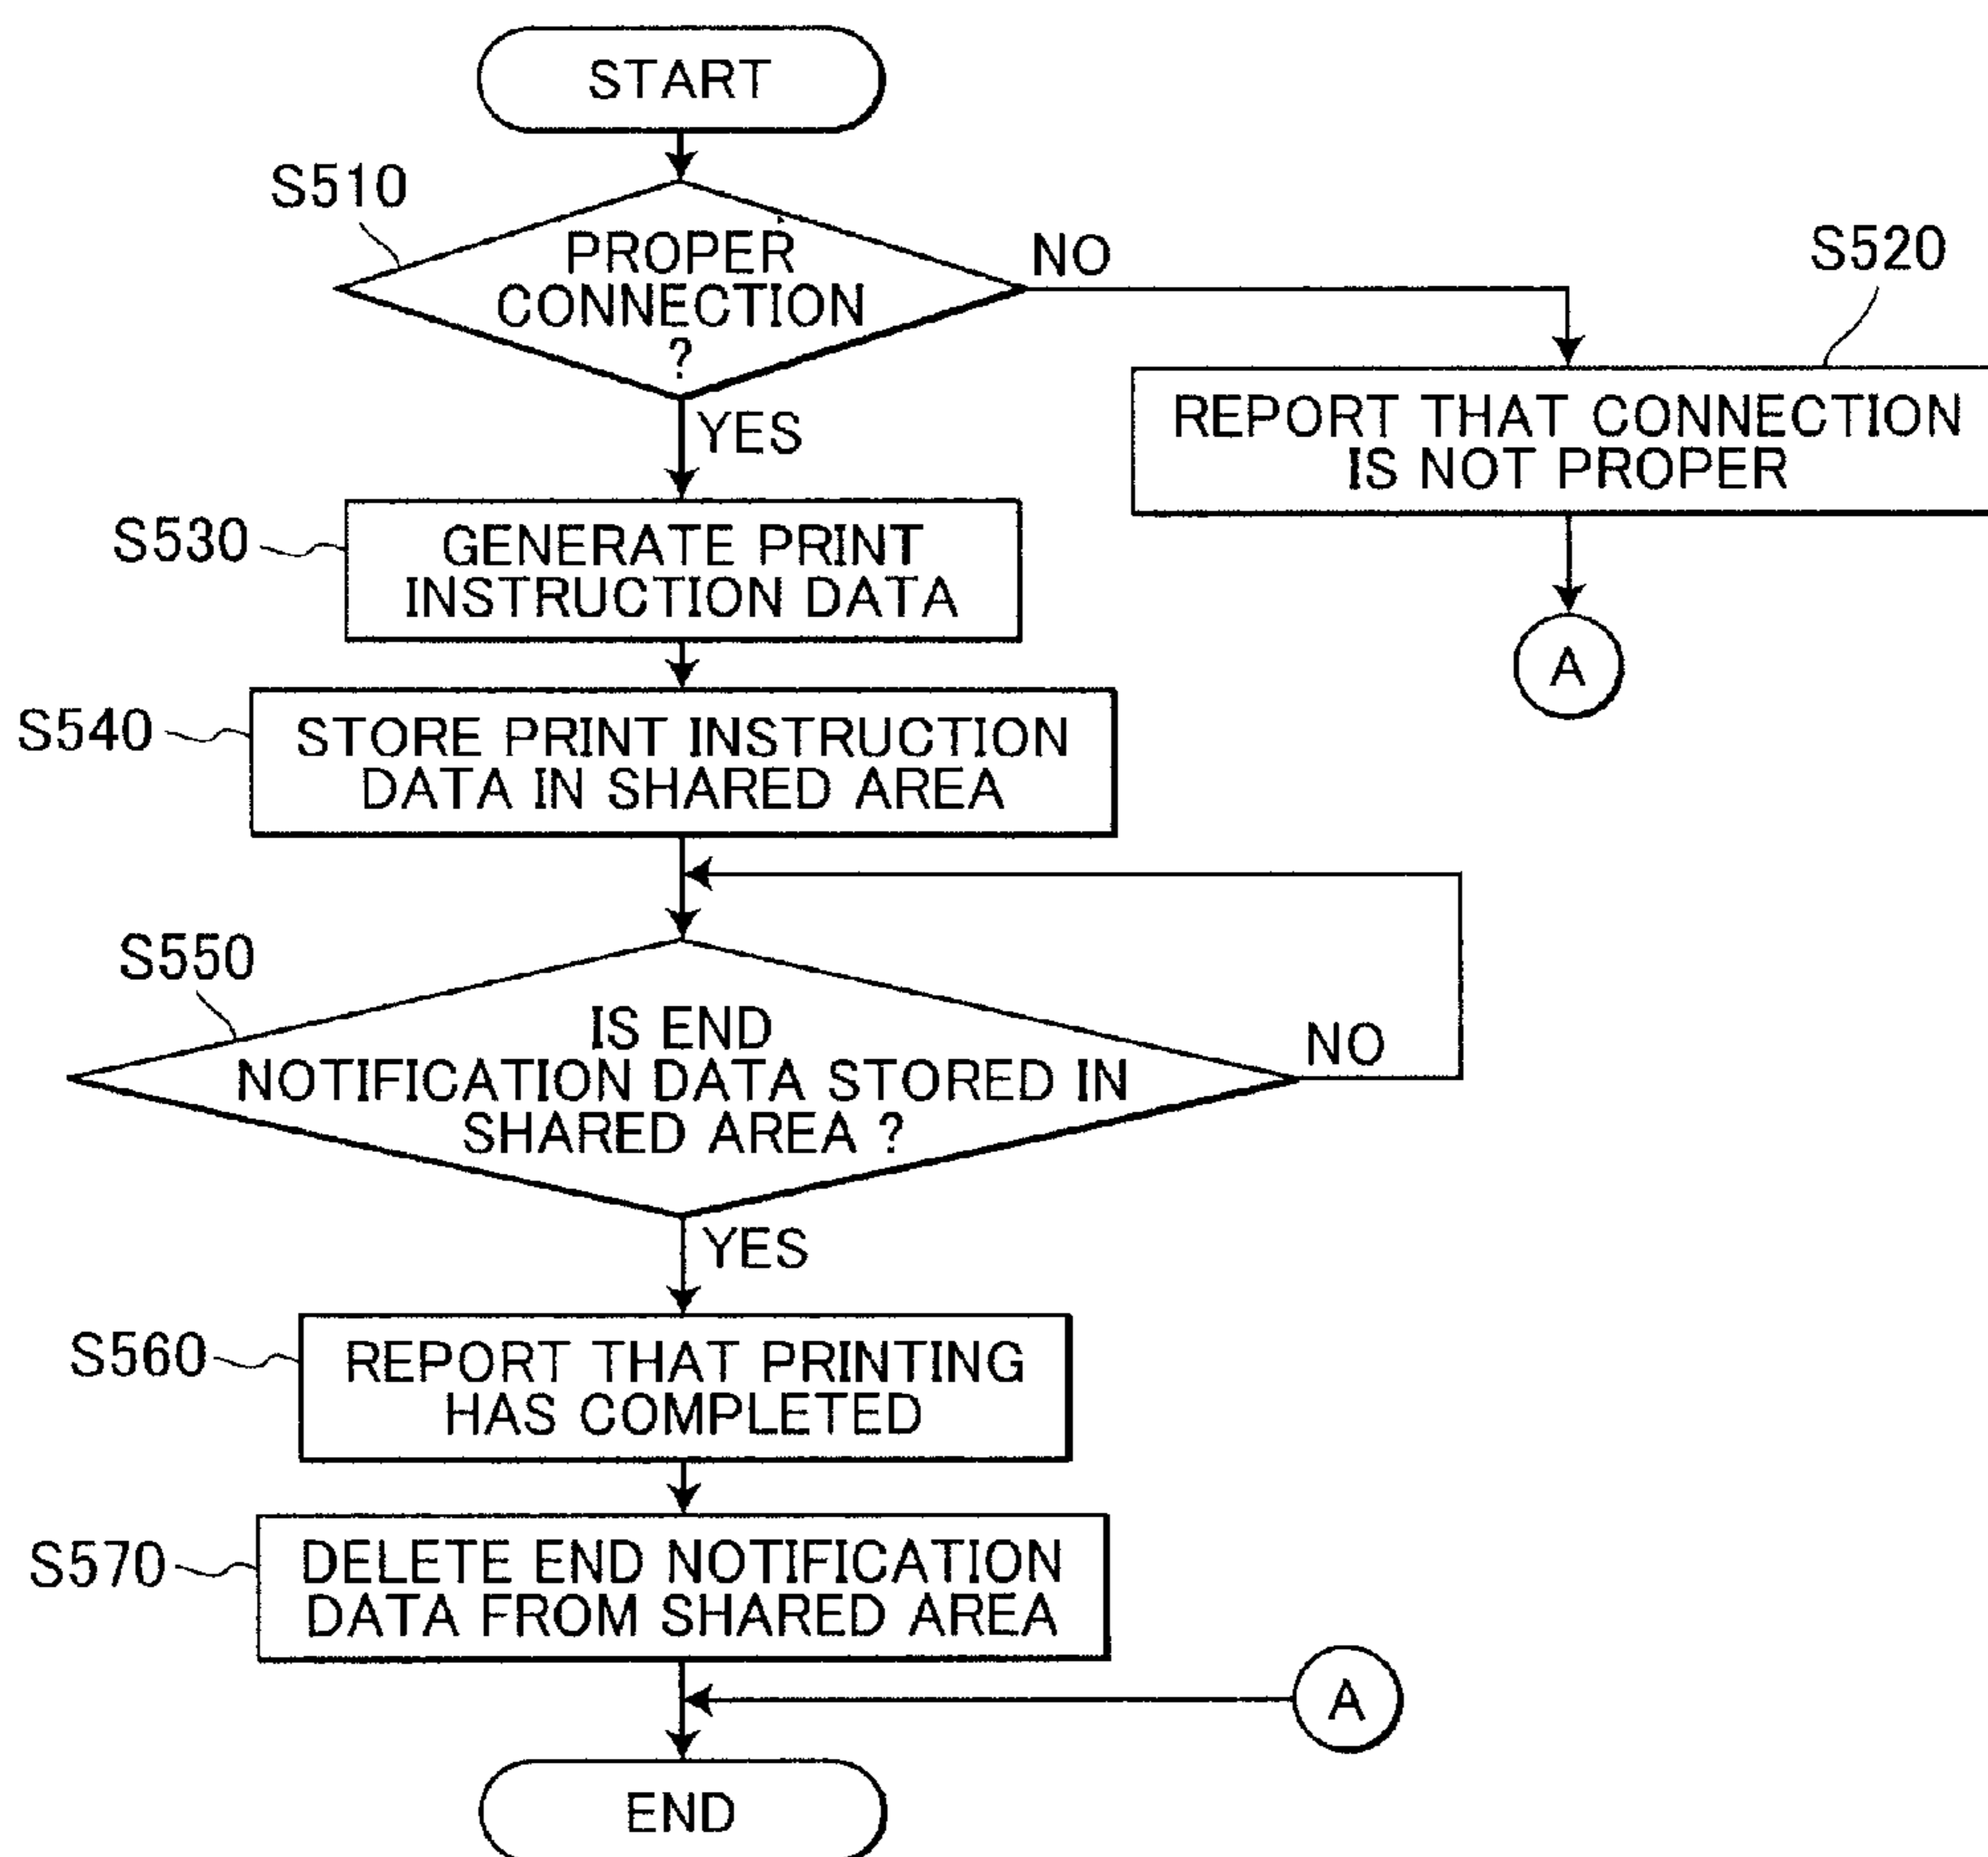 START
S510
PROPER
CONNECTION
?
NO
S520
REPORT THAT CONNECTION
IS NOT PROPER
A
YES
S530
GENERATE PRINT
INSTRUCTION DATA
S540
STORE PRINT INSTRUCTION
DATA IN SHARED AREA
S550
IS END
NOTIFICATION DATA STORED IN
SHARED AREA ?
NO
YES
S560
REPORT THAT PRINTING
HAS COMPLETED
S570
DELETE END NOTIFICATION
DATA FROM SHARED AREA
A
END